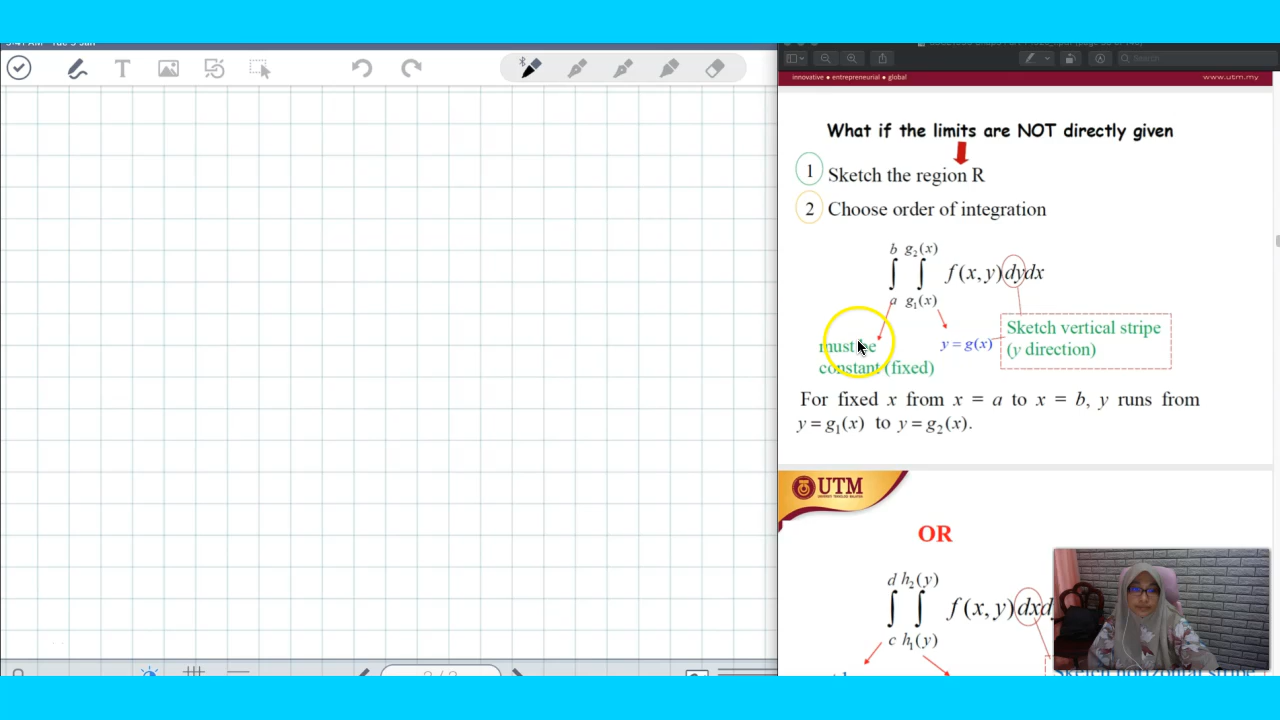 innovative ● entrepreneurial ● global
www.utm.my
What if the limits are NOT directly given
1 Sketch the region R
2 Choose order of integration
b g₂(x)
∫ ∫ f(x,y)dydx
a g₁(x)
Sketch vertical stripe
(y direction)
must be
constant (fixed)
y = g(x)
For fixed x from x = a to x = b, y runs from
y = g₁(x) to y = g₂(x).
UTM
OR
d h₂(y)
∫ ∫ f(x,y)dxd
c h₁(y)
Search
T